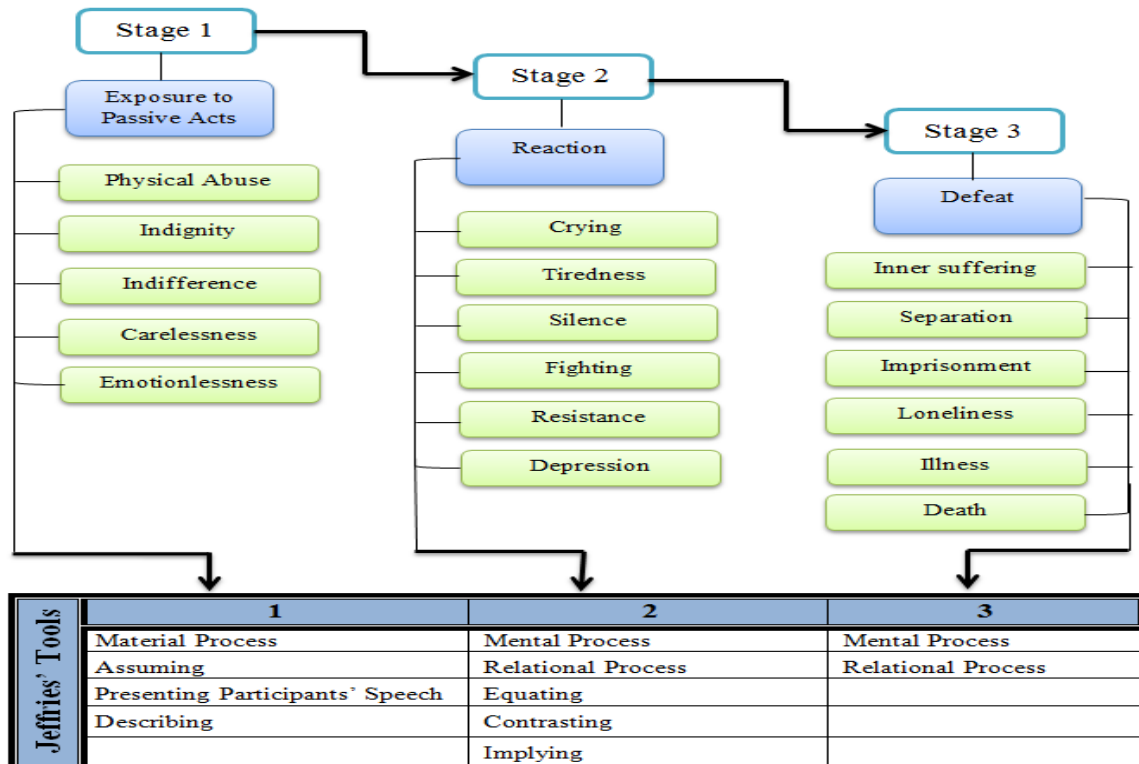 Stage 1
Exposure to
Passive Acts
Physical Abuse
Indignity
Indifference
Carelessness
Emotionlessness
Stage 2
Reaction
Crying
Tiredness
Silence
Fighting
Resistance
Depression
Stage 3
Defeat
Inner suffering
Separation
Imprisonment
Loneliness
Illness
Death
Jeffries' Tools
1
2
3
Material Process
Mental Process
Mental Process
Assuming
Relational Process
Relational Process
Presenting Participants' Speech
Equating
Describing
Contrasting
Implying